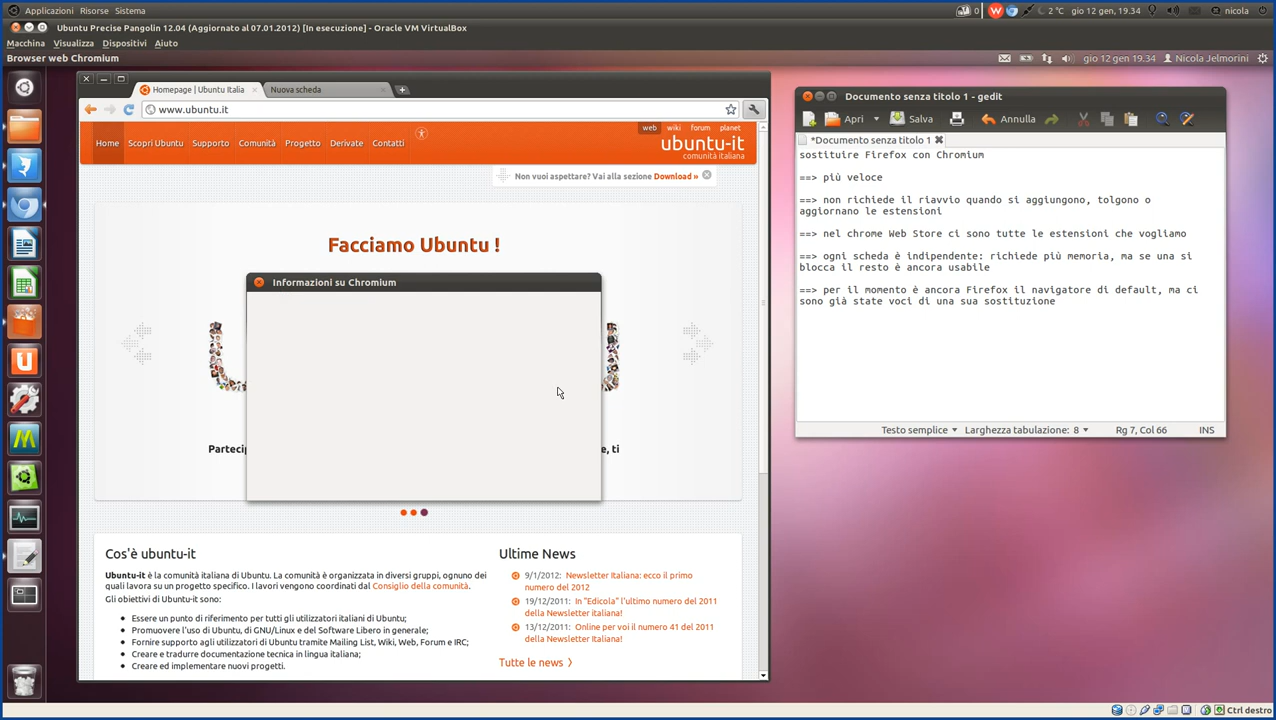 Applicazioni Risorse Sistema
0 2 °C gio 12 gen, 19.34 nicola
Ubuntu Precise Pangolin 12.04 (Aggiornato al 07.01.2012) [In esecuzione] - Oracle VM VirtualBox
Macchina Visualizza Dispositivi Aiuto
Browser web Chromium
gio 12 gen 19:34 Nicola Jelmorini
Homepage | Ubuntu Italia
Nuova scheda
www.ubuntu.it
web wiki forum planet
Home Scopri Ubuntu Supporto Comunità Progetto Derivate Contatti
ubuntu-it
comunità italiana
Non vuoi aspettare? Vai alla sezione Download »
Facciamo Ubuntu !
Informazioni su Chromium
Partecip
e, ti
Cos'è ubuntu-it
Ubuntu-it è la comunità italiana di Ubuntu. La comunità è organizzata in diversi gruppi, ognuno dei
quali lavora su un progetto specifico. I lavori vengono coordinati dal Consiglio della comunità.
Gli obiettivi di Ubuntu-it sono:
Essere un punto di riferimento per tutti gli utilizzatori italiani di Ubuntu;
Promuovere l'uso di Ubuntu, di GNU/Linux e del Software Libero in generale;
Fornire supporto agli utilizzatori di Ubuntu tramite Mailing List, Wiki, Web, Forum e IRC;
Creare e tradurre documentazione tecnica in lingua italiana;
Creare ed implementare nuovi progetti.
Ultime News
9/1/2012: Newsletter Italiana: ecco il primo
numero del 2012
19/12/2011: In "Edicola" l'ultimo numero del 2011
della Newsletter italiana!
13/12/2011: Online per voi il numero 41 del 2011
della Newsletter Italiana!
Tutte le news
Documento senza titolo 1 - gedit
Apri Salva Annulla
*Documento senza titolo 1
sostituire Firefox con Chromium
==> più veloce
==> non richiede il riavvio quando si aggiungono, tolgono o
aggiornano le estensioni
==> nel chrome Web Store ci sono tutte le estensioni che vogliamo
==> ogni scheda è indipendente: richiede più memoria, ma se una si
blocca il resto è ancora usabile
==> per il momento è ancora Firefox il navigatore di default, ma ci
sono già state voci di una sua sostituzione
Testo semplice Larghezza tabulazione: 8 Rg 7, Col 66 INS
Ctrl destro